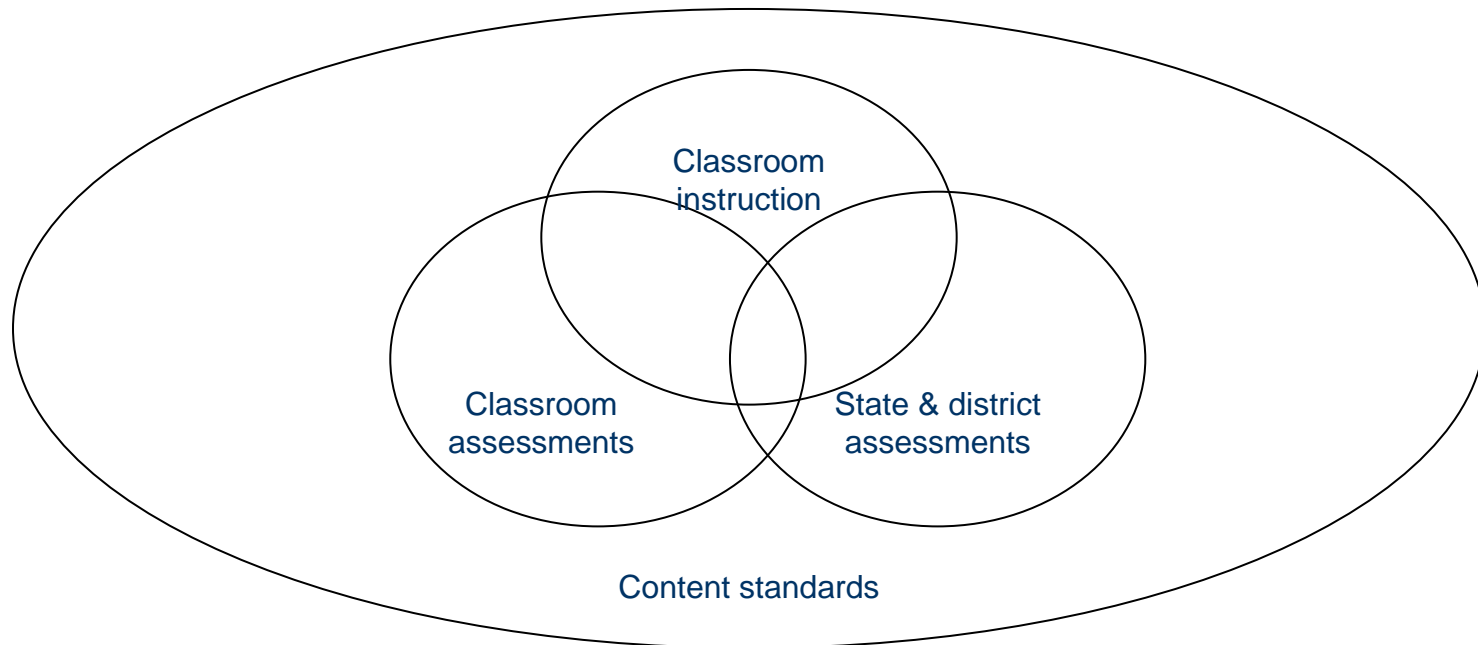 Classroom
instruction
Classroom
assessments
State & district
assessments
Content standards